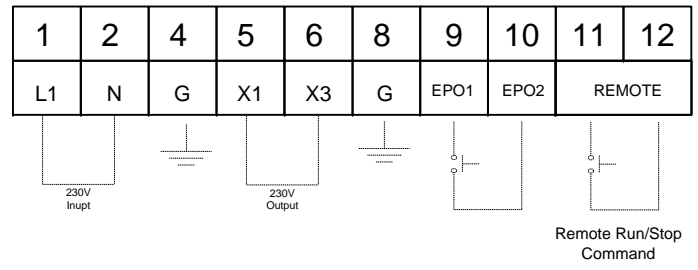 1 2 4 5 6 8 9 10 11 12
L1 N G X1 X3 G EPO1 EPO2 REMOTE
230V
Inupt
230V
Output
Remote Run/Stop
Command